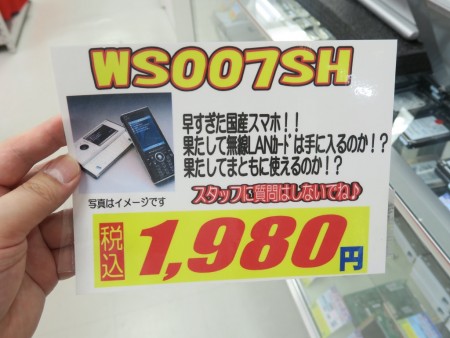 WS007SH
早すぎた国産スマホ！！
果たして無線LANｶｰﾄﾞは手に入るのか！？
果たしてまともに使えるのか！？
スタッフに質問はしないでね♪
写真はイメージです
税込
1,980円